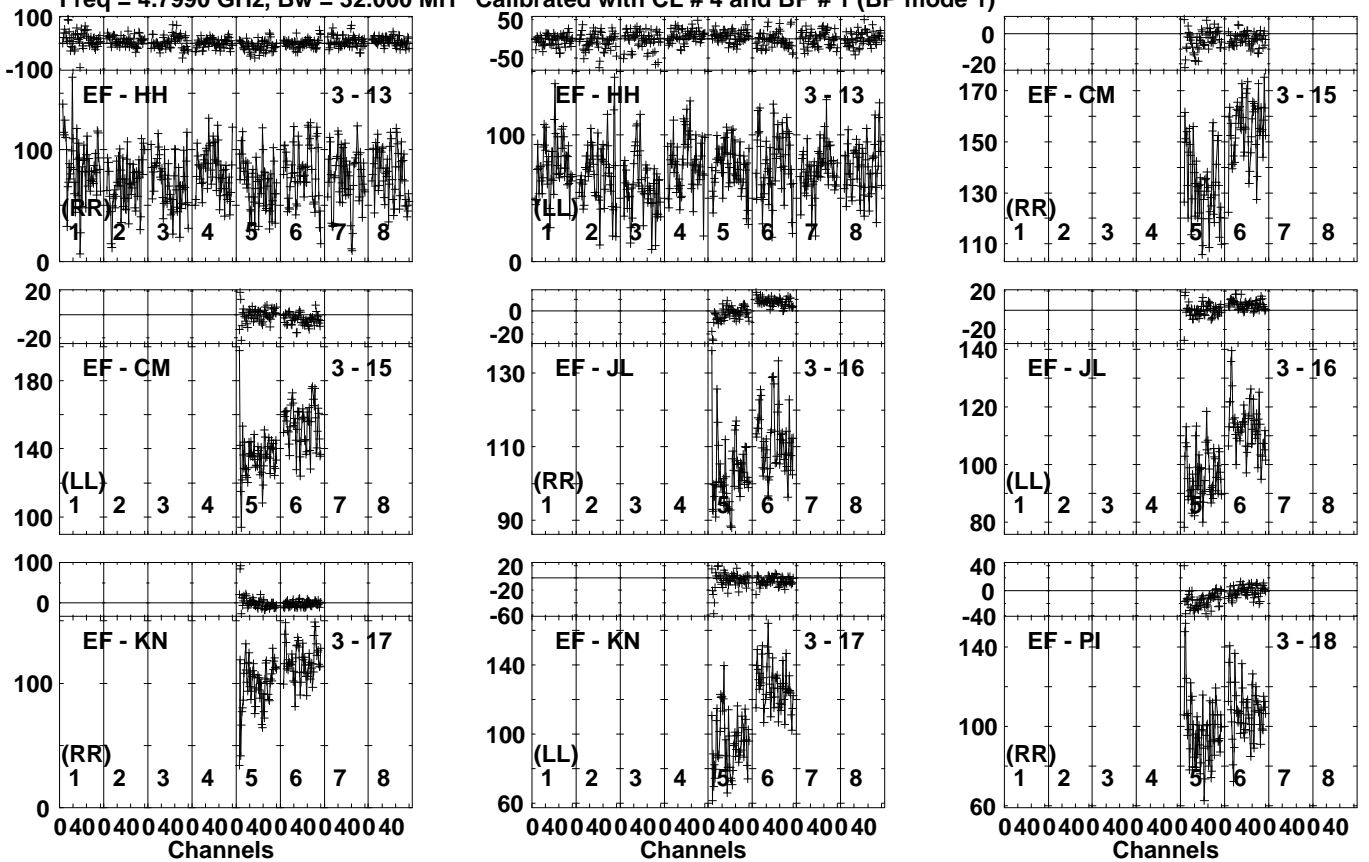 Freq = 4.7990 GHz, Bw = 32.000 MH Calibrated with CL # 4 and BP # 1 (BP mode 1)
100
-100
EF - HH 3 - 13
100
0
(RR)
1 2 3 4 5 6 7 8
50
-50
EF - HH 3 - 13
100
0
(LL)
1 2 3 4 5 6 7 8
0
-20
EF - CM 3 - 15
170
150
130
110
(RR)
1 2 3 4 5 6 7 8
20
-20
EF - CM 3 - 15
180
140
100
(LL)
1 2 3 4 5 6 7 8
0
-20
EF - JL 3 - 16
130
110
90
(RR)
1 2 3 4 5 6 7 8
20
-20
EF - JL 3 - 16
140
120
100
80
(LL)
1 2 3 4 5 6 7 8
100
0
EF - KN 3 - 17
100
0
(RR)
1 2 3 4 5 6 7 8
20
-20
-60
EF - KN 3 - 17
140
100
60
(LL)
1 2 3 4 5 6 7 8
40
0
-40
EF - PI 3 - 18
140
100
60
(RR)
1 2 3 4 5 6 7 8
0 40 0 40 0 40 0 40 0 40 0 40 0 40 0 40
Channels
0 40 0 40 0 40 0 40 0 40 0 40 0 40 0 40
Channels
0 40 0 40 0 40 0 40 0 40 0 40 0 40 0 40
Channels